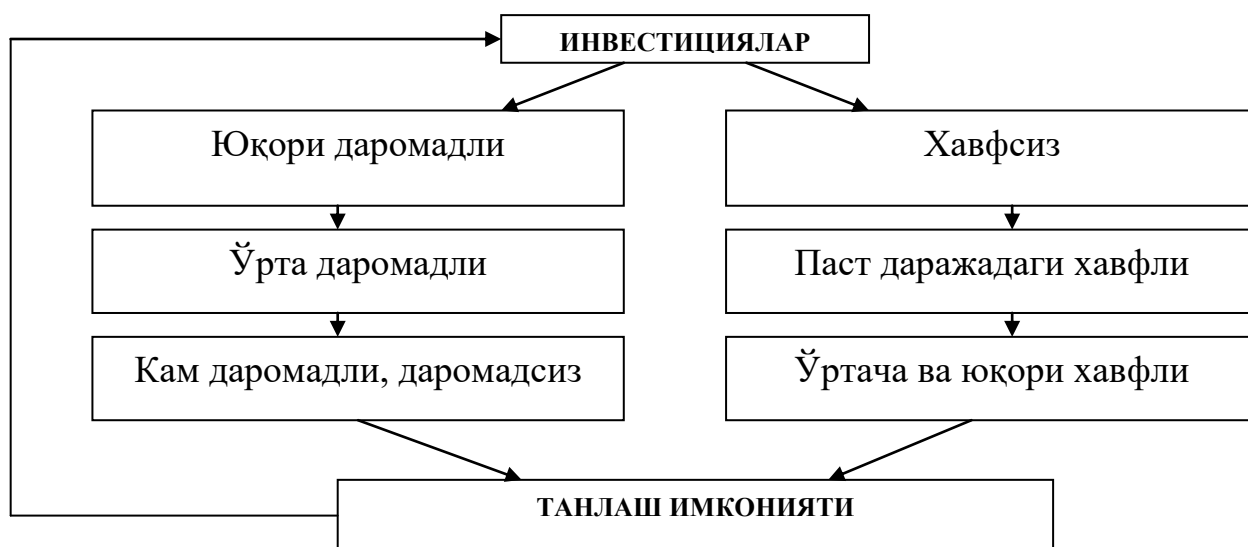 ИНВЕСТИЦИЯЛАР
Юқори даромадли
Хавфсиз
Ўрта даромадли
Паст даражадаги хавфли
Кам даромадли, даромадсиз
Ўртача ва юқори хавфли
ТАНЛАШ ИМКОНИЯТИ